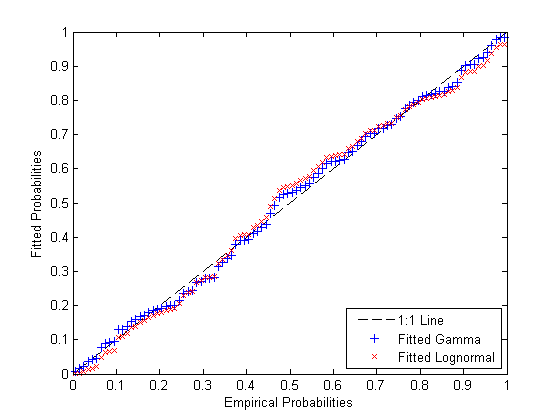 1
0.9
0.8
0.7
0.6
0.5
0.4
0.3
0.2
0.1
0
Fitted Probabilities
1:1 Line
Fitted Gamma
Fitted Lognormal
0 0.1 0.2 0.3 0.4 0.5 0.6 0.7 0.8 0.9 1
Empirical Probabilities